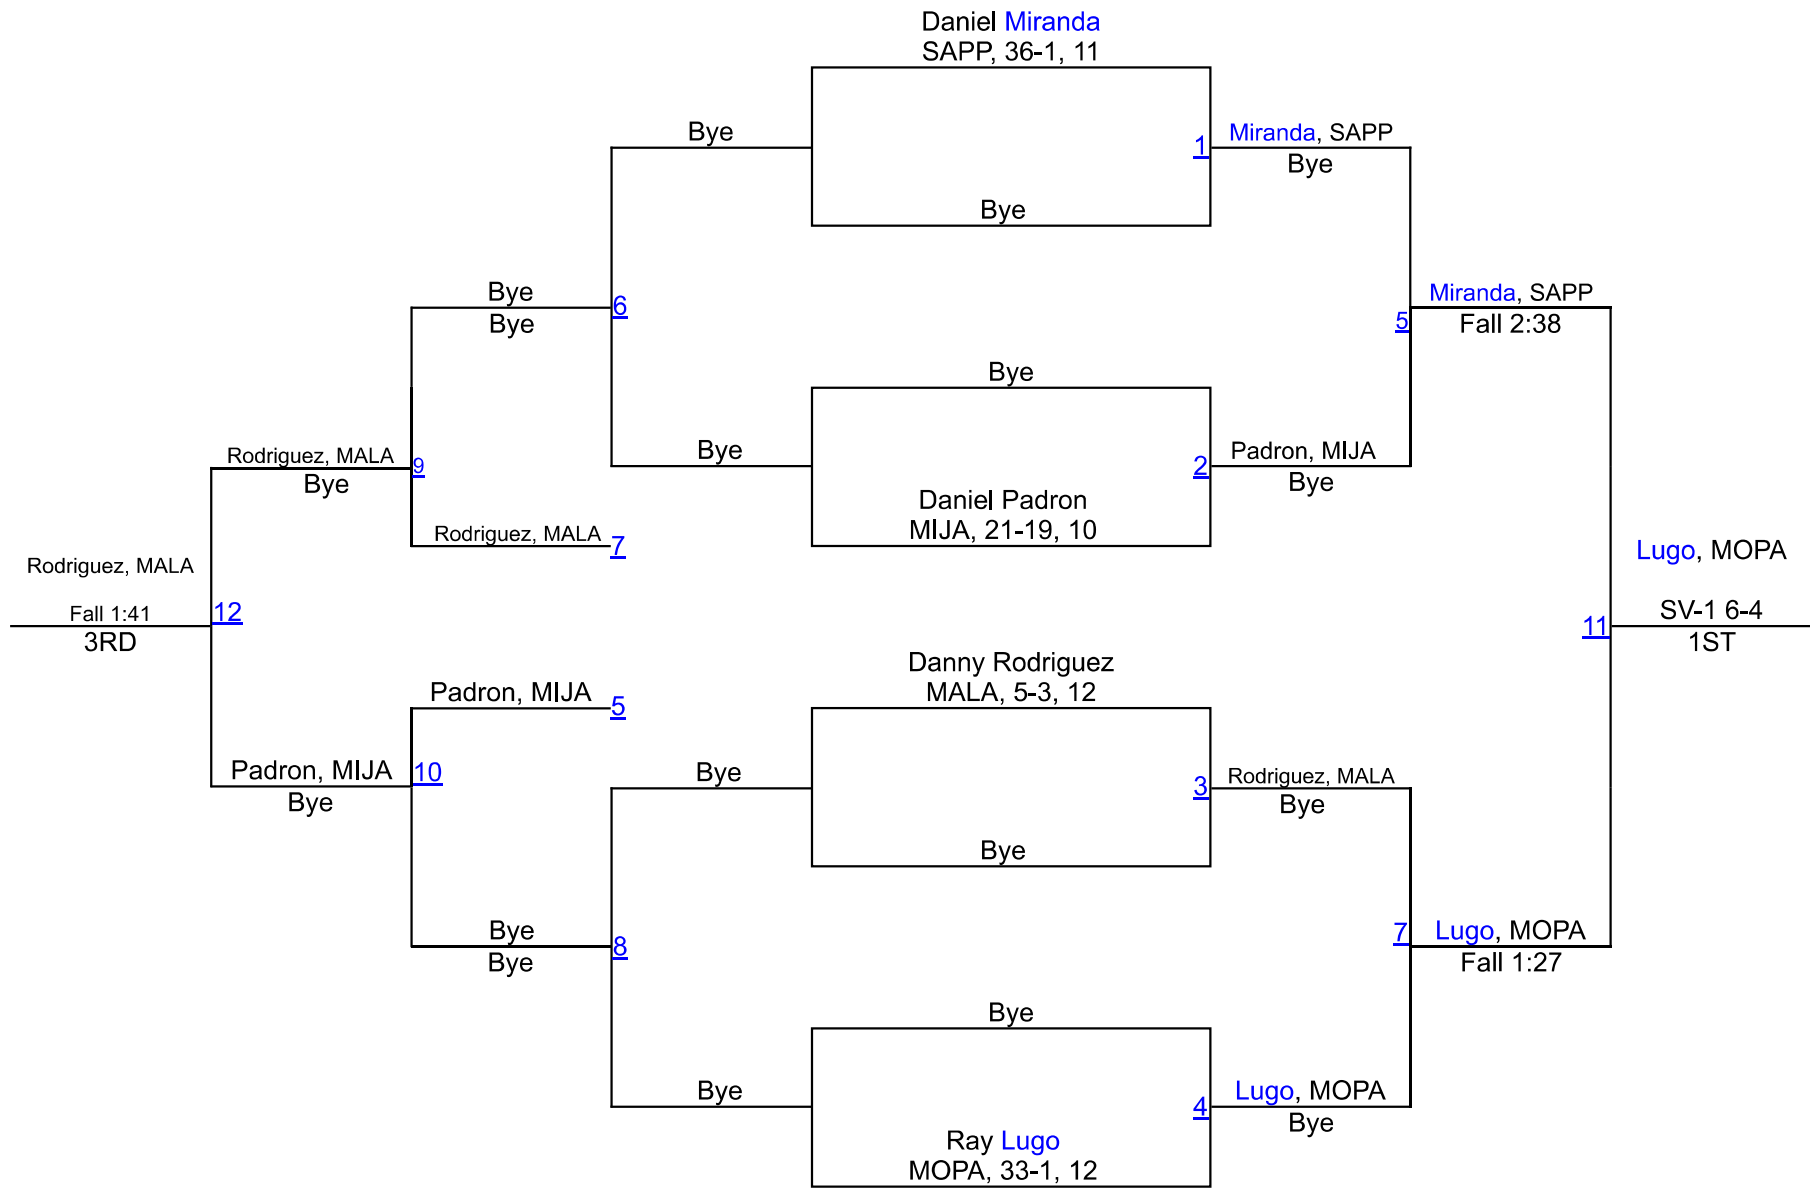 Daniel Miranda
SAPP, 36-1, 11
Bye
1
Miranda, SAPP
Bye
Bye
Bye
Bye
6
Miranda, SAPP
5
Fall 2:38
Bye
Rodriguez, MALA
Bye
9
Bye
2
Padron, MIJA
Bye
Daniel Padron
MIJA, 21-19, 10
Rodriguez, MALA
7
Rodriguez, MALA
Fall 1:41
3RD
12
Lugo, MOPA
11
SV-1 6-4
1ST
Danny Rodriguez
MALA, 5-3, 12
Padron, MIJA
5
Padron, MIJA
Bye
10
Bye
3
Rodriguez, MALA
Bye
Bye
Bye
Bye
8
7
Lugo, MOPA
Fall 1:27
Bye
Bye
4
Lugo, MOPA
Bye
Ray Lugo
MOPA, 33-1, 12